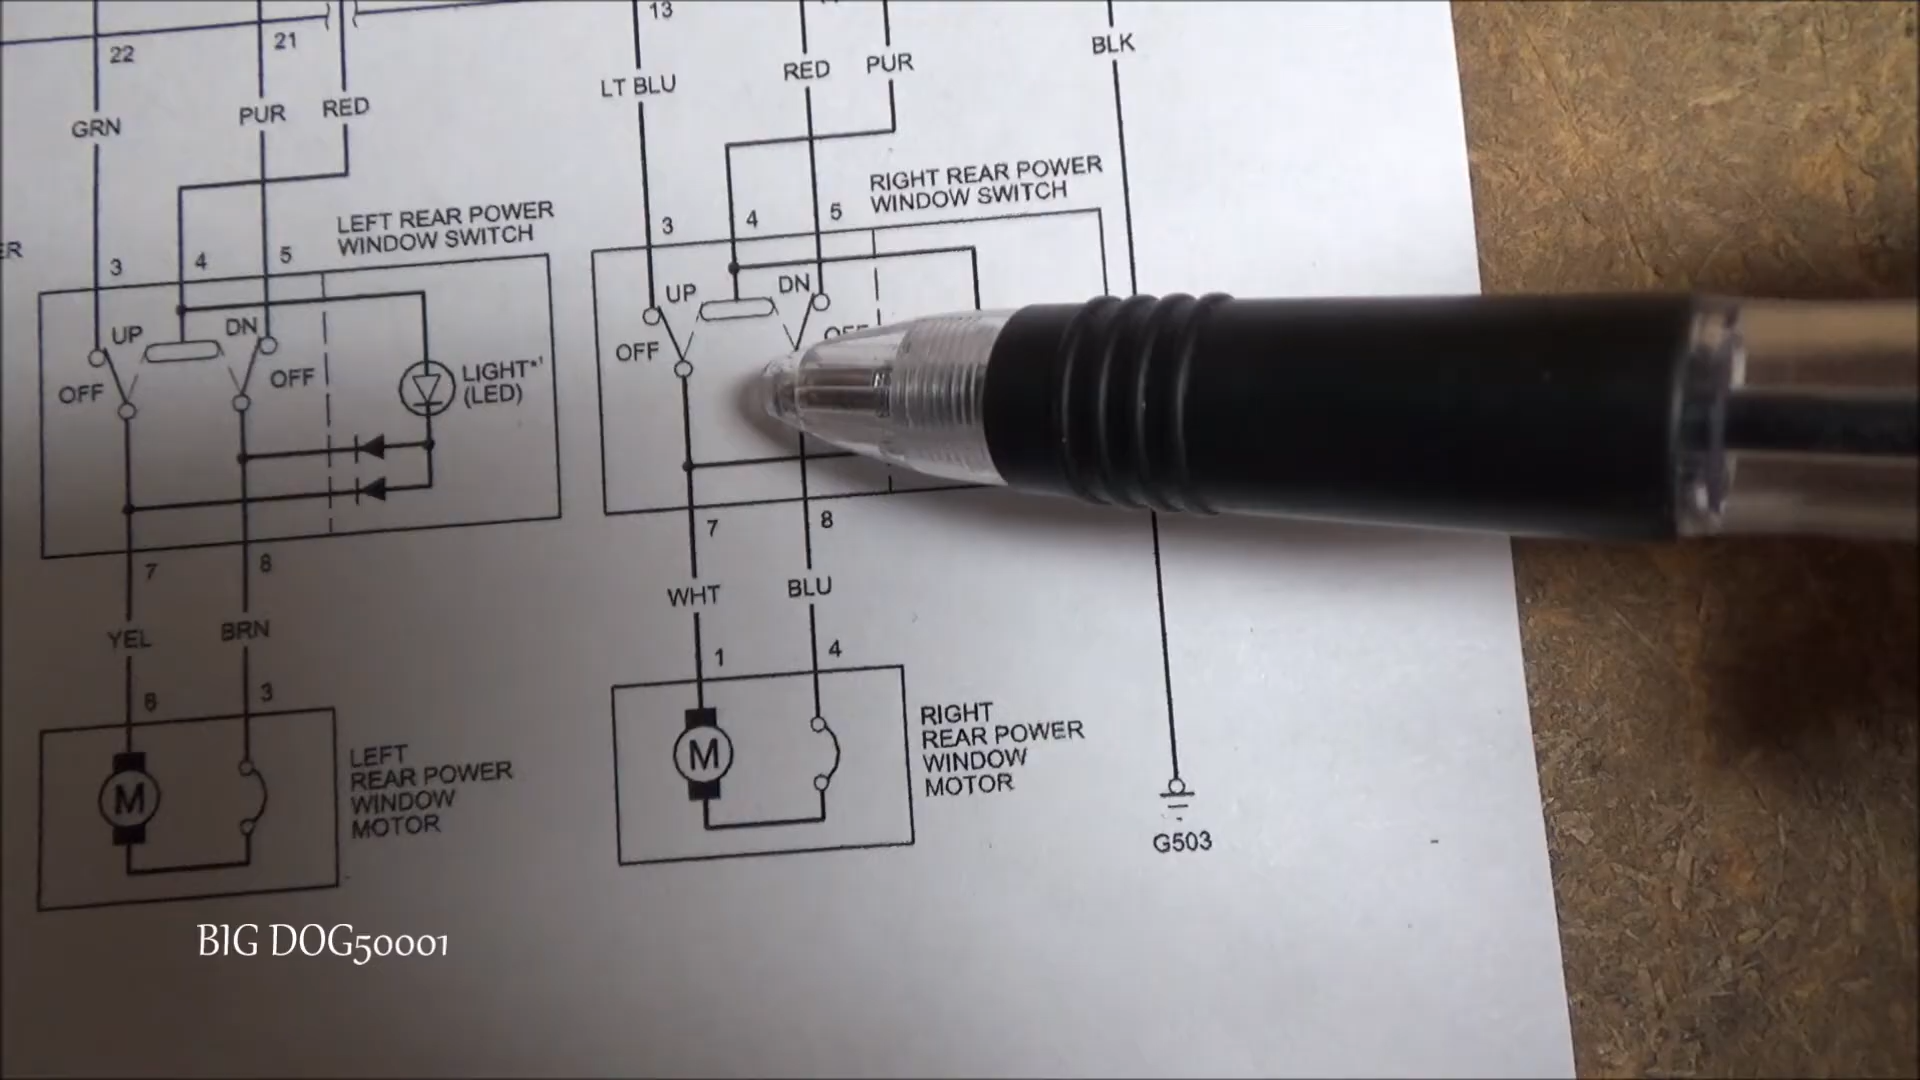 13
22
21
BLK
LT BLU
RED
PUR
GRN
PUR
RED
RIGHT REAR POWER
WINDOW SWITCH
LEFT REAR POWER
WINDOW SWITCH
3
4
5
3
4
5
UP
DN
OFF
UP
DN
OFF
OFF
LIGHT*1
(LED)
OFF
7
8
7
8
WHT
BLU
YEL
BRN
1
4
6
3
M
RIGHT
REAR POWER
WINDOW
MOTOR
M
LEFT
REAR POWER
WINDOW
MOTOR
G503
BIG DOG50001